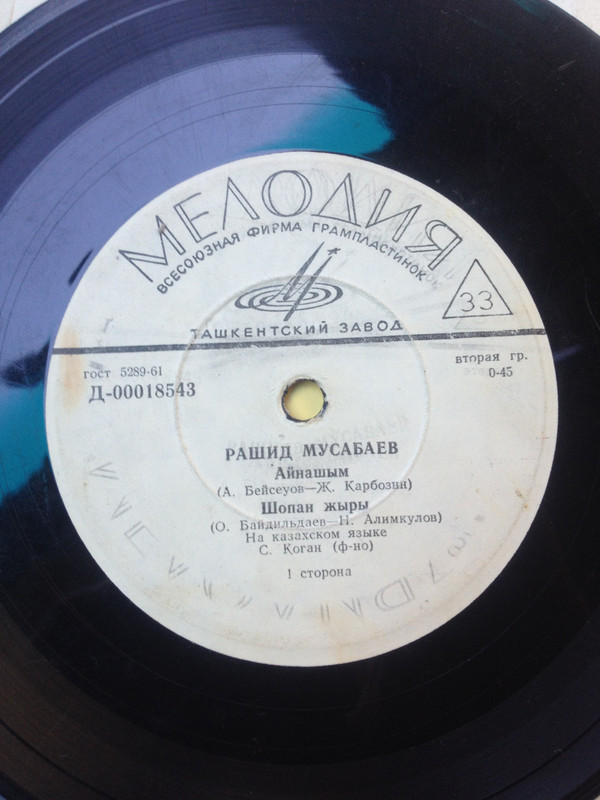 МЕЛОДИЯ
ВСЕСОЮЗНАЯ ФИРМА ГРАМПЛАСТИНОК
33
ТАШКЕНТСКИЙ ЗАВОД
гост 5289-61
вторая гр.
Д-00018543
0-45
РАШИД МУСАБАЕВ
Айнашым
(А. Бейсеуов—Ж. Карбозин)
Шопан жыры
(О. Байдильдаев—Н. Алимкулов)
На казахском языке
С. Коган (ф-но)
1 сторона